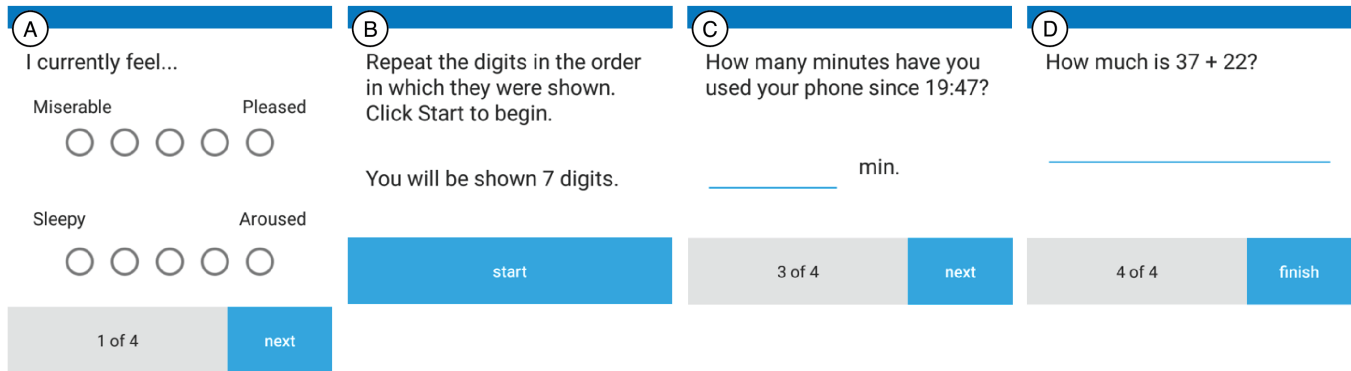 A
I currently feel...
Miserable Pleased
Sleepy Aroused
1 of 4 next
B
Repeat the digits in the order
in which they were shown.
Click Start to begin.
You will be shown 7 digits.
start
C
How many minutes have you
used your phone since 19:47?
min.
3 of 4 next
D
How much is 37 + 22?
4 of 4 finish